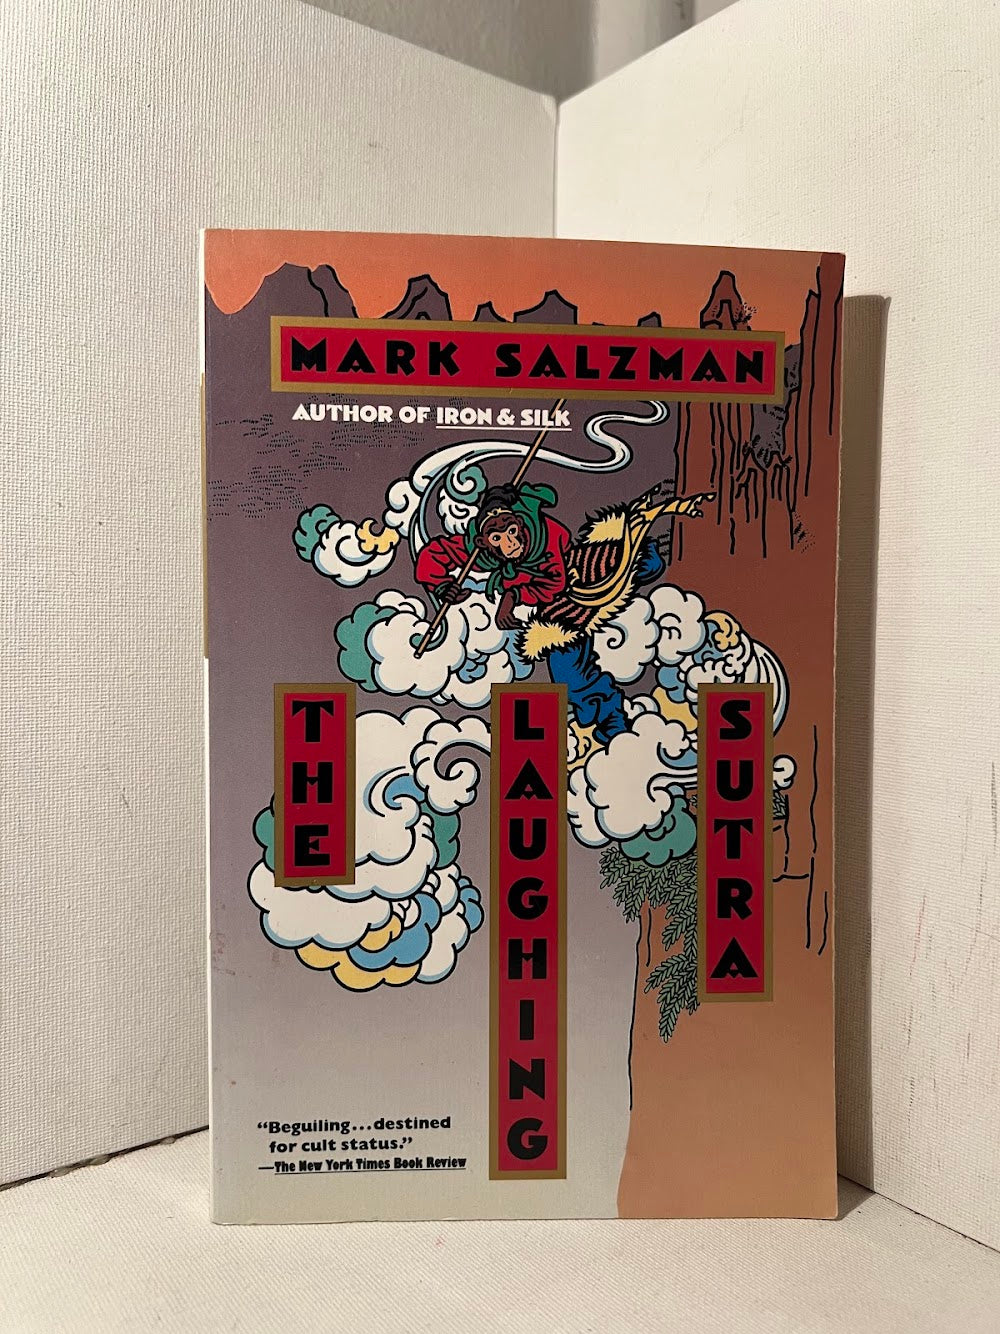 MARK SALZMAN
AUTHOR OF IRON & SILK
THE
LAUGHING
SUTRA
“Beguiling...destined
for cult status.”
—The New York Times Book Review